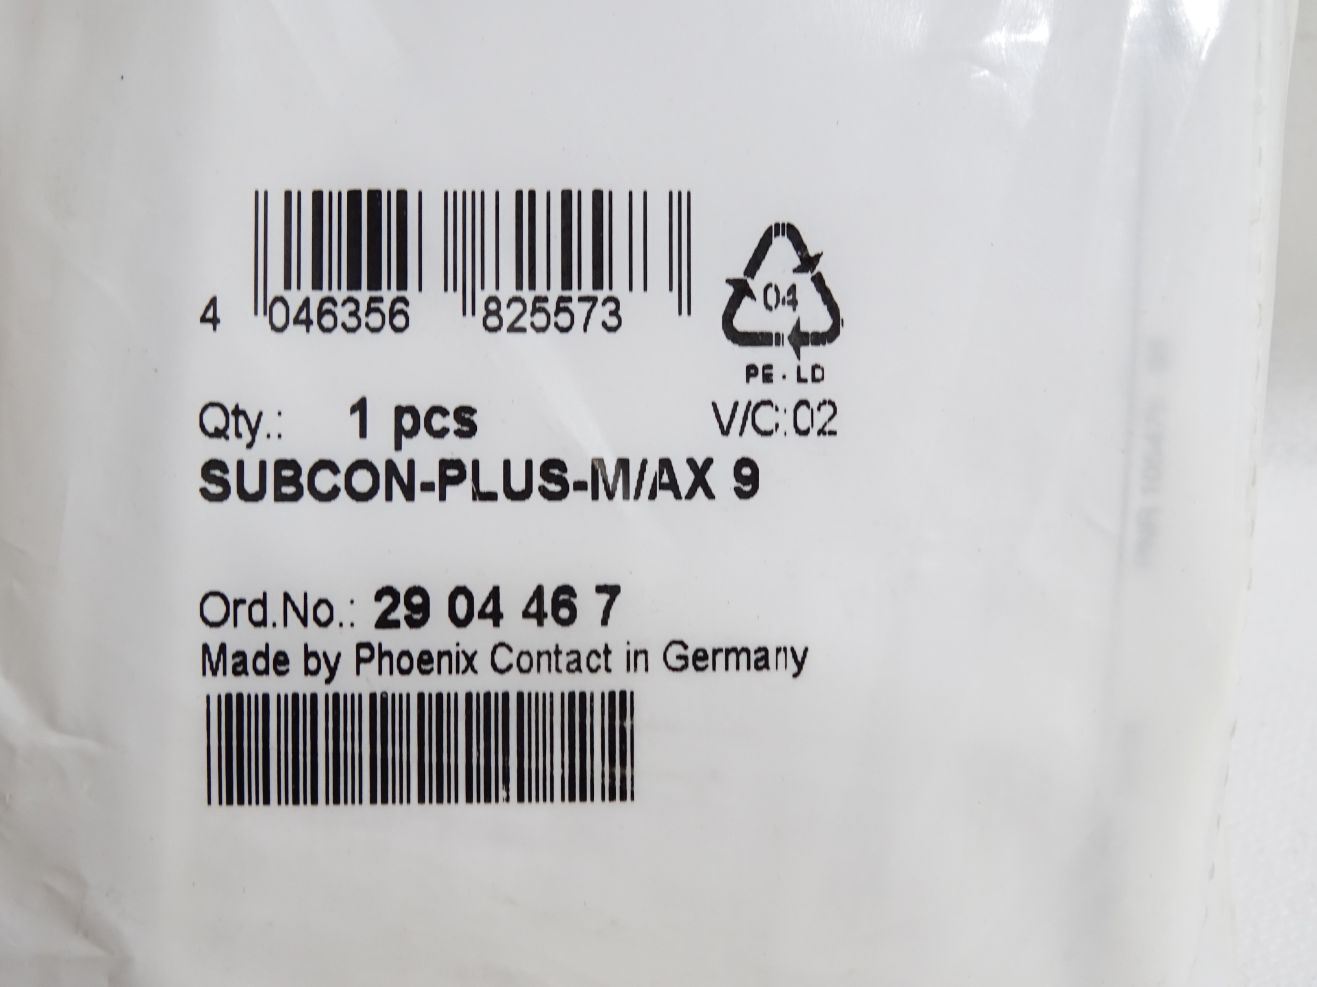 4 046356 825573
04
PE · LD
Qty.: 1 pcs V/C:02
SUBCON-PLUS-M/AX 9
Ord.No.: 29 04 46 7
Made by Phoenix Contact in Germany